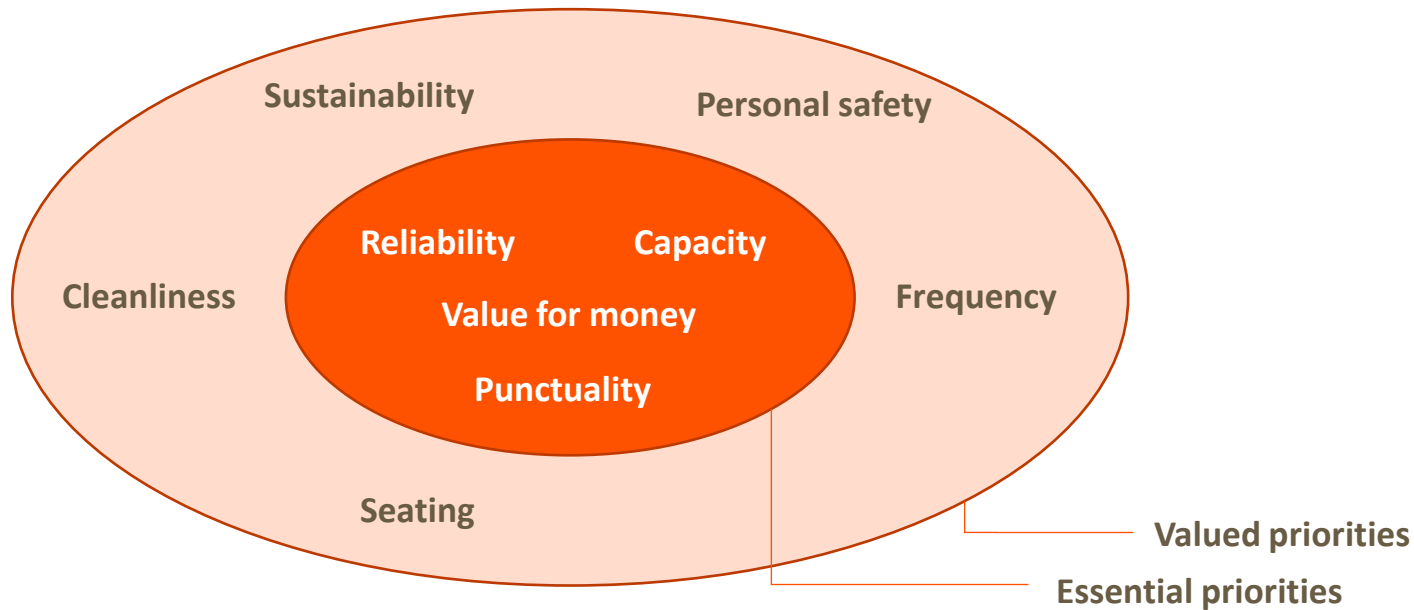 Sustainability
Personal safety
Reliability
Capacity
Cleanliness
Value for money
Frequency
Punctuality
Seating
Valued priorities
Essential priorities